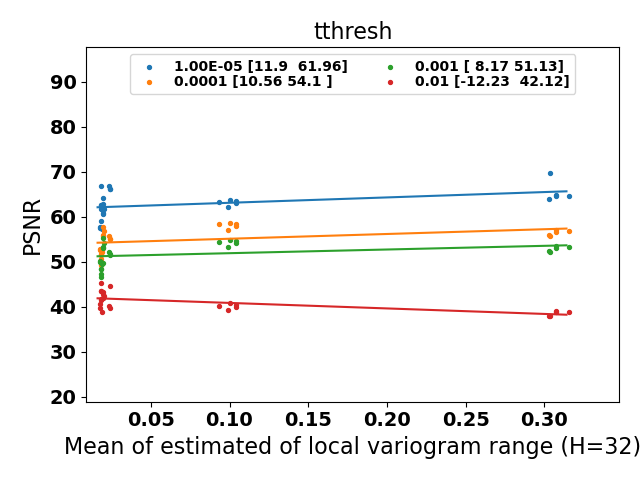 tthresh
1.00E-05 [11.9  61.96]
0.0001 [10.56 54.1 ]
0.001 [ 8.17 51.13]
0.01 [-12.23  42.12]
PSNR
90
80
70
60
50
40
30
20
0.05 0.10 0.15 0.20 0.25 0.30
Mean of estimated of local variogram range (H=32)